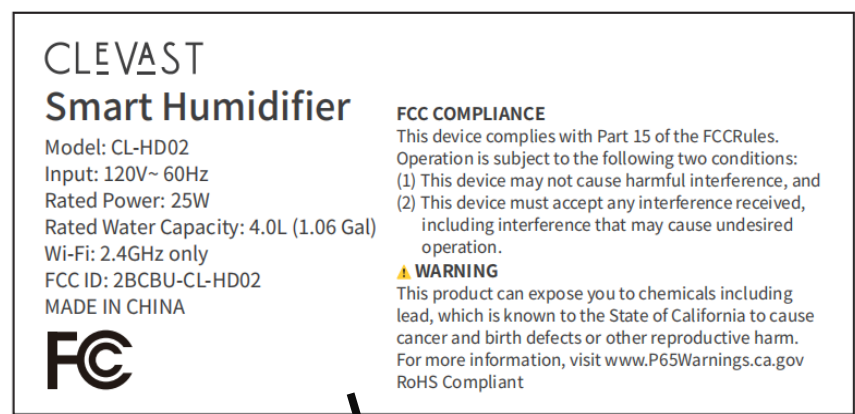 CLEVAST
Smart Humidifier
Model: CL-HD02
Input: 120V~ 60Hz
Rated Power: 25W
Rated Water Capacity: 4.0L (1.06 Gal)
Wi-Fi: 2.4GHz only
FCC ID: 2BCBU-CL-HD02
MADE IN CHINA
FC
FCC COMPLIANCE
This device complies with Part 15 of the FCCRules.
Operation is subject to the following two conditions:
(1) This device may not cause harmful interference, and
(2) This device must accept any interference received,
including interference that may cause undesired
operation.
⚠ WARNING
This product can expose you to chemicals including
lead, which is known to the State of California to cause
cancer and birth defects or other reproductive harm.
For more information, visit www.P65Warnings.ca.gov
RoHS Compliant